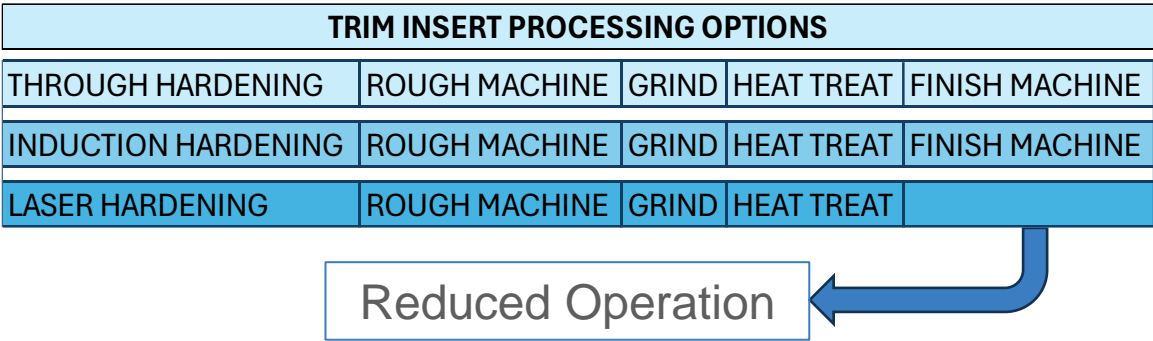 TRIM INSERT PROCESSING OPTIONS
THROUGH HARDENING ROUGH MACHINE GRIND HEAT TREAT FINISH MACHINE
INDUCTION HARDENING ROUGH MACHINE GRIND HEAT TREAT FINISH MACHINE
LASER HARDENING ROUGH MACHINE GRIND HEAT TREAT
Reduced Operation